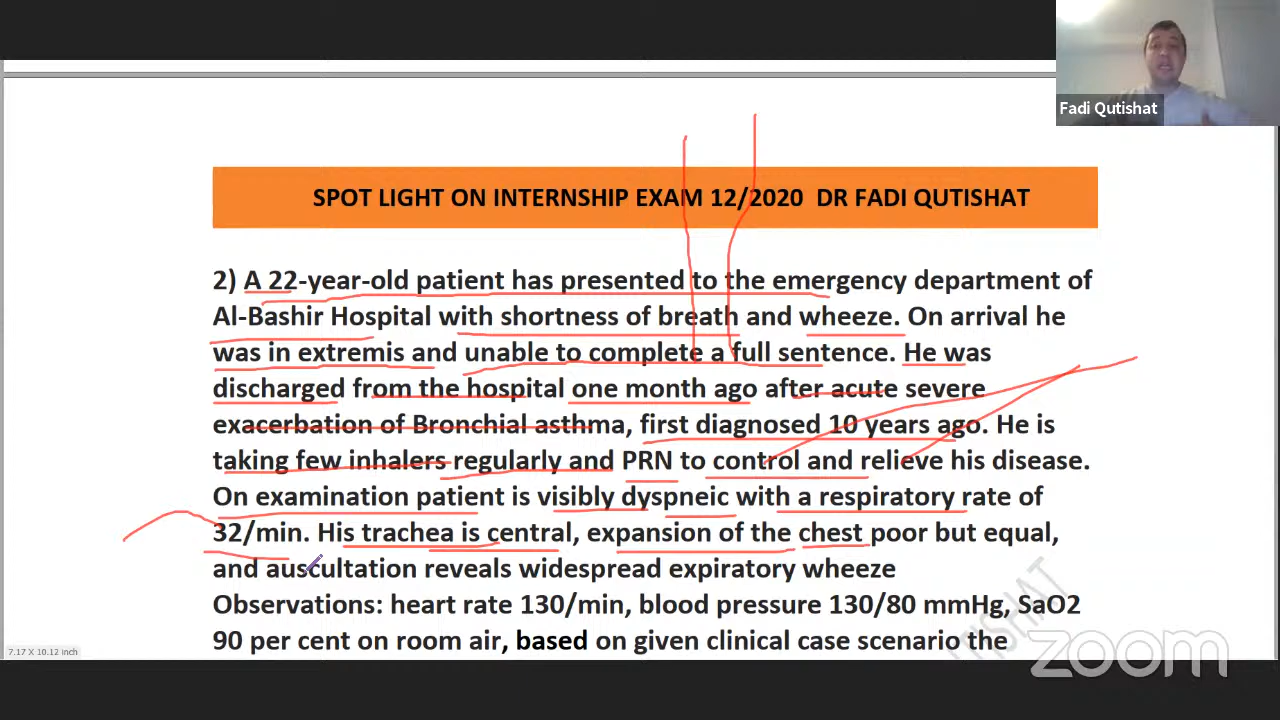 Fadi Qutishat
SPOT LIGHT ON INTERNSHIP EXAM 12/2020 DR FADI QUTISHAT
2) A 22-year-old patient has presented to the emergency department of
Al-Bashir Hospital with shortness of breath and wheeze. On arrival he
was in extremis and unable to complete a full sentence. He was
discharged from the hospital one month ago after acute severe
exacerbation of Bronchial asthma, first diagnosed 10 years ago. He is
taking few inhalers regularly and PRN to control and relieve his disease.
On examination patient is visibly dyspneic with a respiratory rate of
32/min. His trachea is central, expansion of the chest poor but equal,
and auscultation reveals widespread expiratory wheeze
Observations: heart rate 130/min, blood pressure 130/80 mmHg, SaO2
90 per cent on room air, based on given clinical case scenario the
7.17 X 10.12 inch
zoom